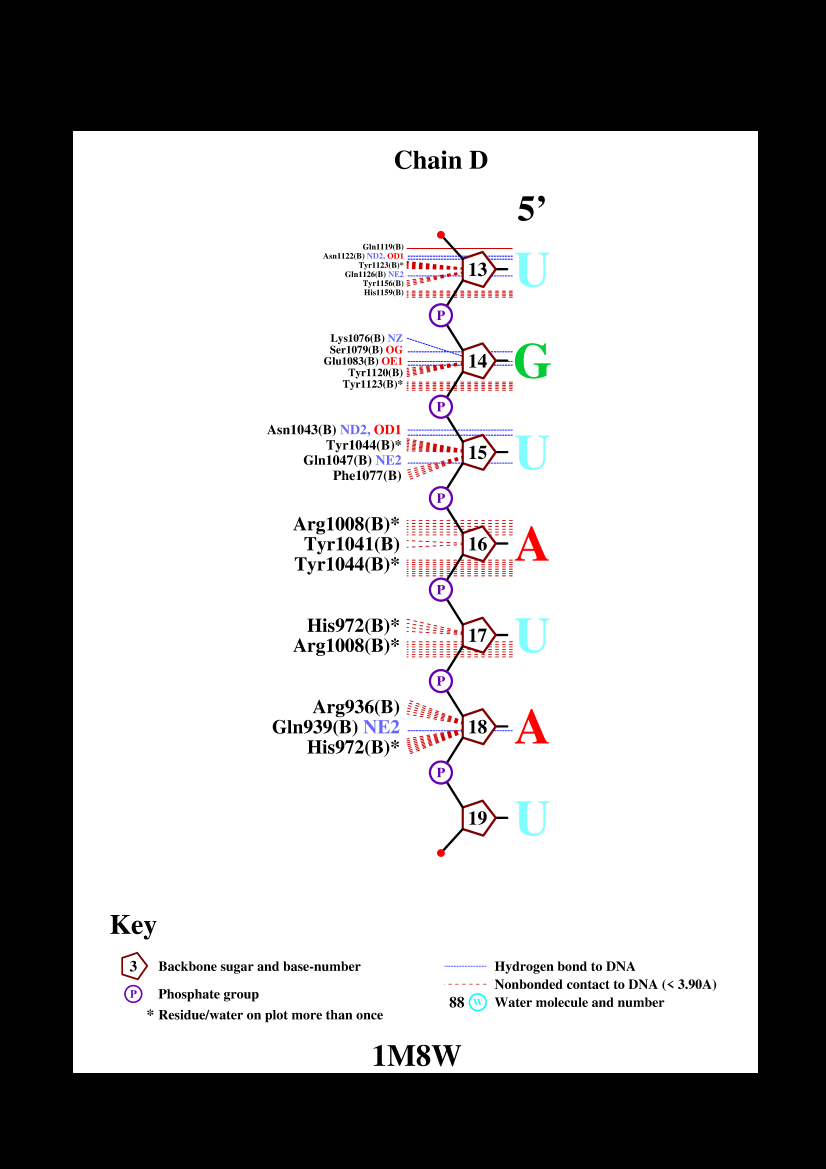 Chain D
5’
Gln1119(B)
Asn1122(B) ND2, OD1
Tyr1123(B)*
Gln1126(B) NE2
Tyr1156(B)
His1159(B)
13 U
P
Lys1076(B) NZ
Ser1079(B) OG
Glu1083(B) OE1
Tyr1120(B)
Tyr1123(B)*
14 G
P
Asn1043(B) ND2, OD1
Tyr1044(B)*
Gln1047(B) NE2
Phe1077(B)
15 U
P
Arg1008(B)*
Tyr1041(B)
Tyr1044(B)*
16 A
P
His972(B)*
Arg1008(B)*
17 U
P
Arg936(B)
Gln939(B) NE2
His972(B)*
18 A
P
19 U
Key
3 Backbone sugar and base-number
P Phosphate group
* Residue/water on plot more than once
Hydrogen bond to DNA
Nonbonded contact to DNA (< 3.90A)
88 W Water molecule and number
1M8W